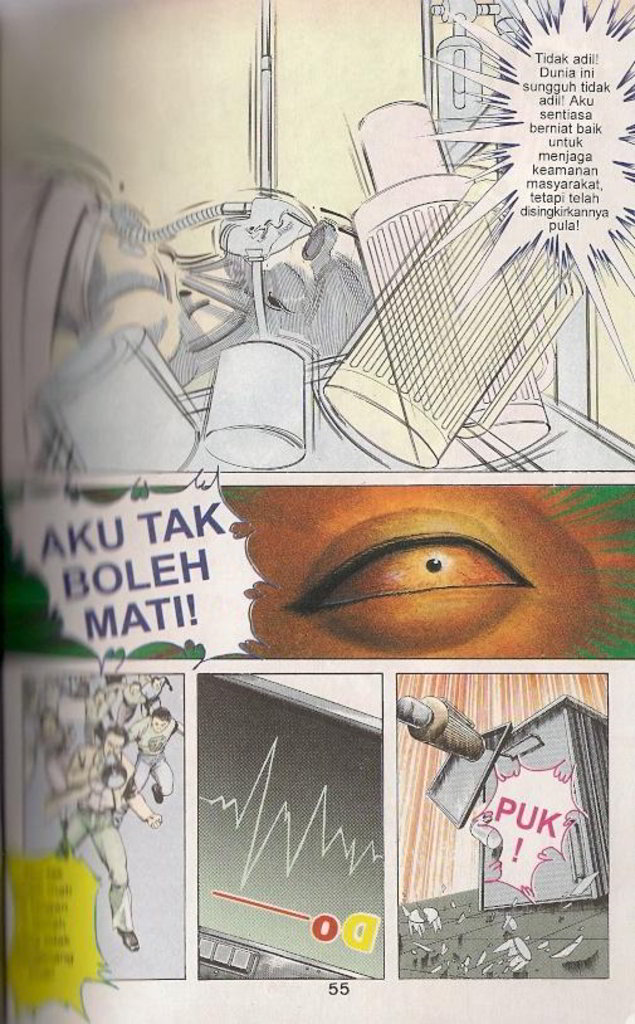 Tidak adil!
Dunia ini
sungguh tidak
adil! Aku
sentiasa
berniat baik
untuk
menjaga
keamanan
masyarakat,
tetapi telah
disingkirkannya
pula!
AKU TAK
BOLEH
MATI!
DO
PUK
!
55